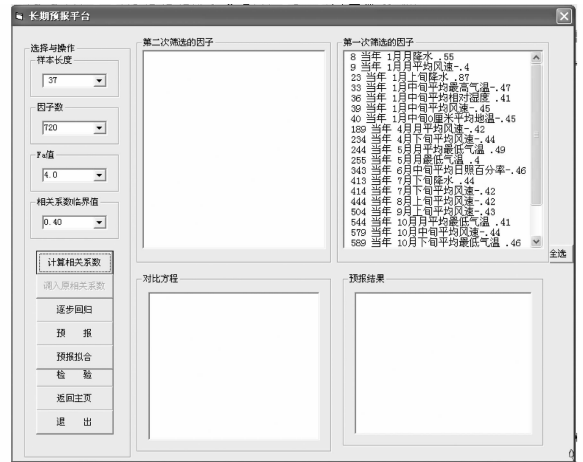 长期预报平台
选择与操作
样本长度
37
因子数
720
Fa值
4.0
相关系数临界值
0.40
计算相关系数
调入原相关系数
逐步回归
预 报
预报拟合
检 验
返回主页
退 出
第二次筛选的因子
第一次筛选的因子
8 当年 1月月降水 .55
9 当年 1月月平均风速-.4
23 当年 1月上旬降水 .87
33 当年 1月中旬平均最高气温-.47
36 当年 1月中旬平均相对湿度 .41
39 当年 1月中旬平均风速-.45
40 当年 1月中旬0厘米平均地温-.45
189 当年 4月月平均风速-.42
234 当年 4月下旬平均风速-.44
244 当年 5月月平均最低气温 .49
255 当年 5月月最低气温 .4
343 当年 6月中旬平均日照百分率-.46
413 当年 7月下旬降水 .44
414 当年 7月下旬平均风速-.42
444 当年 8月上旬平均风速-.42
504 当年 9月上旬平均风速-.43
544 当年 10月月平均最低气温 .41
579 当年 10月中旬平均风速-.44
589 当年 10月下旬平均最低气温 .46
全选
对比方程
预报结果